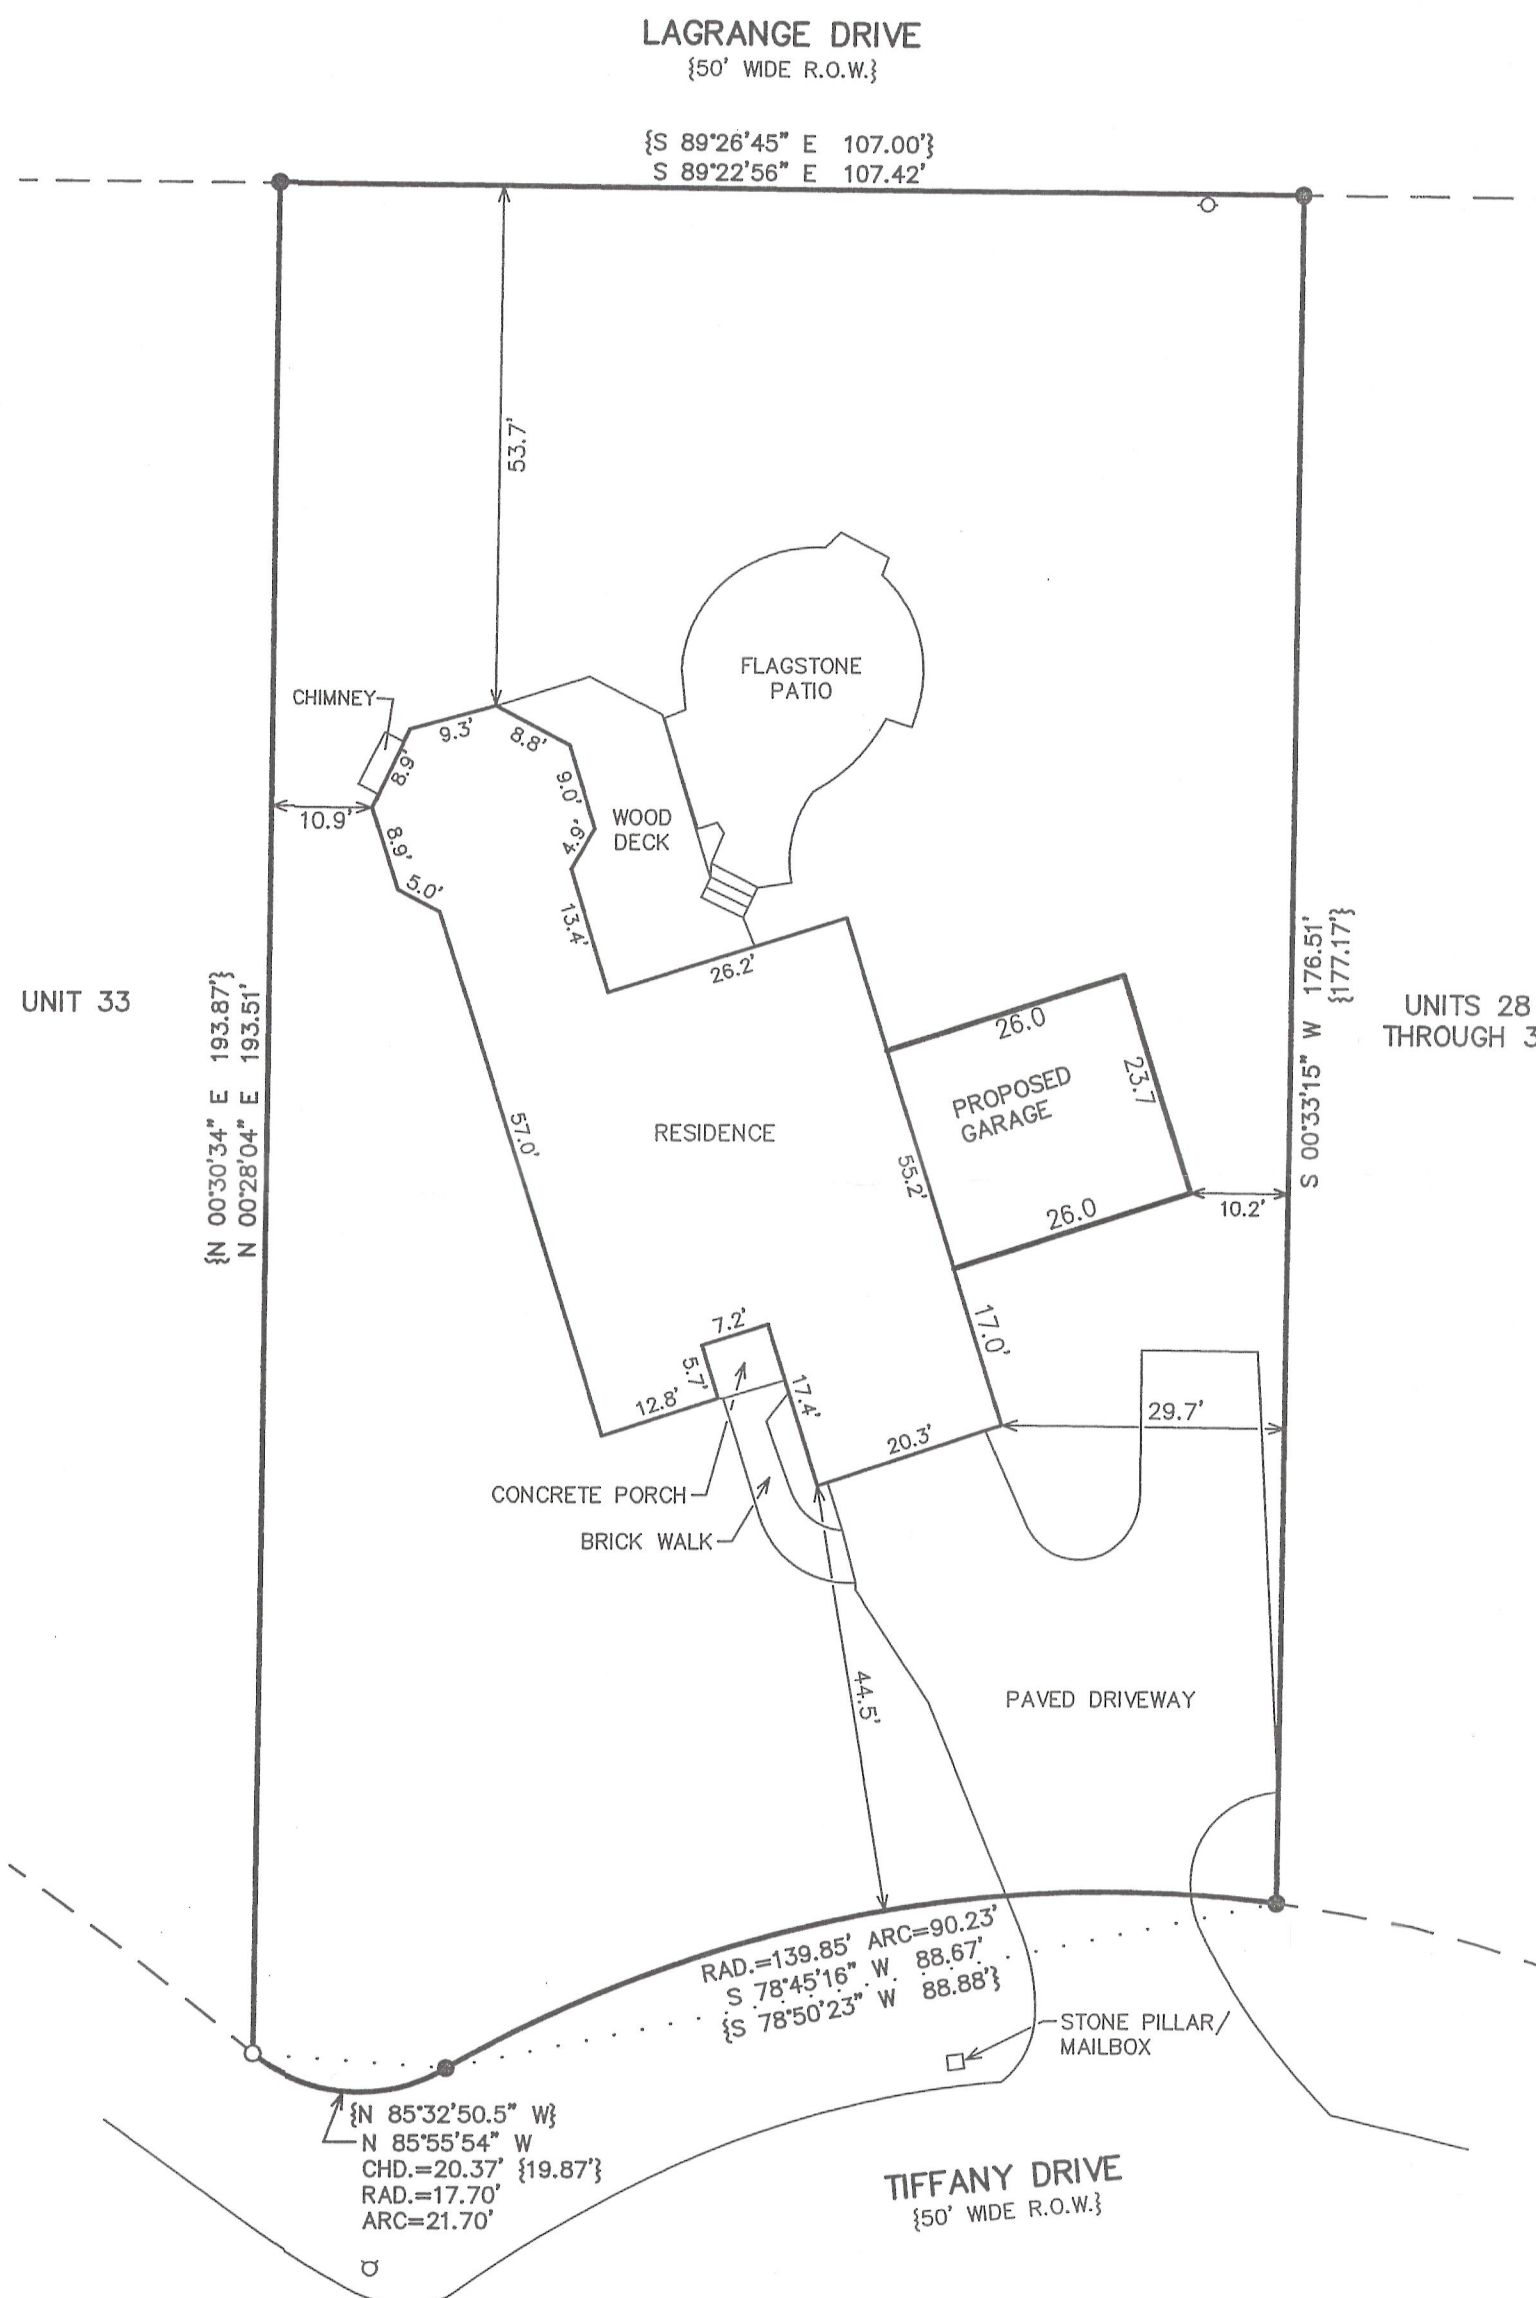 LAGRANGE DRIVE
{50' WIDE R.O.W.}
{S 89°26'45" E 107.00'}
S 89°22'56" E 107.42'
53.7'
FLAGSTONE
PATIO
CHIMNEY
9.3'
8.8'
8.9'
9.0'
10.9'
WOOD
DECK
4.9'
8.9'
5.0'
13.4'
26.2'
{N 00°30'34" E 193.87'}
N 00°28'04" E 193.51'
UNIT 33
S 00°33'15" W 176.51'
{177.17'}
UNITS 28
THROUGH 3
26.0
23.7
PROPOSED
GARAGE
57.0'
RESIDENCE
55.2'
26.0
10.2'
17.0'
7.2'
5.7'
12.8'
17.4'
20.3'
29.7'
CONCRETE PORCH
BRICK WALK
44.5'
PAVED DRIVEWAY
RAD.=139.85' ARC=90.23'
S 78°45'16" W 88.67'
{S 78°50'23" W 88.88'}
STONE PILLAR/
MAILBOX
{N 85°32'50.5" W}
N 85°55'54" W
CHD.=20.37' {19.87'}
RAD.=17.70'
ARC=21.70'
TIFFANY DRIVE
{50' WIDE R.O.W.}